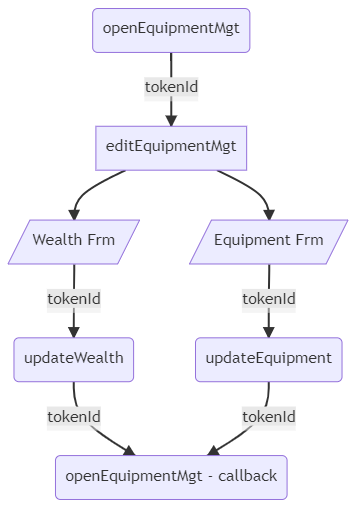 openEquipmentMgt
tokenId
editEquipmentMgt
Wealth Frm
Equipment Frm
tokenId
tokenId
updateWealth
updateEquipment
tokenId
tokenId
openEquipmentMgt - callback